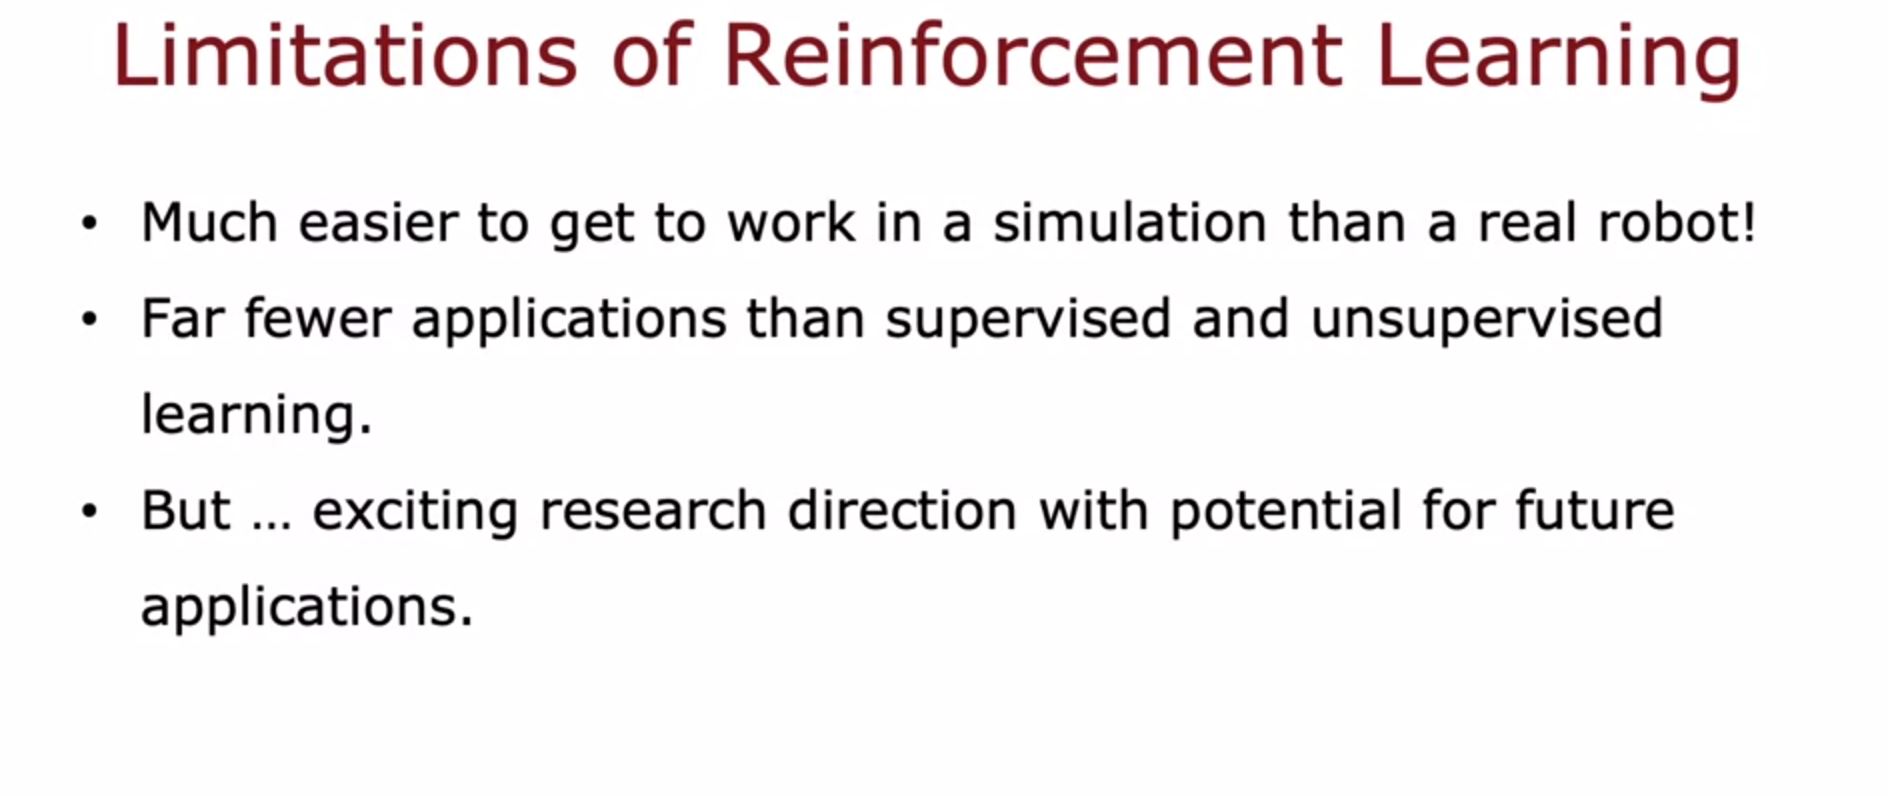 Limitations of Reinforcement Learning
• Much easier to get to work in a simulation than a real robot!
• Far fewer applications than supervised and unsupervised
learning.
• But ... exciting research direction with potential for future
applications.